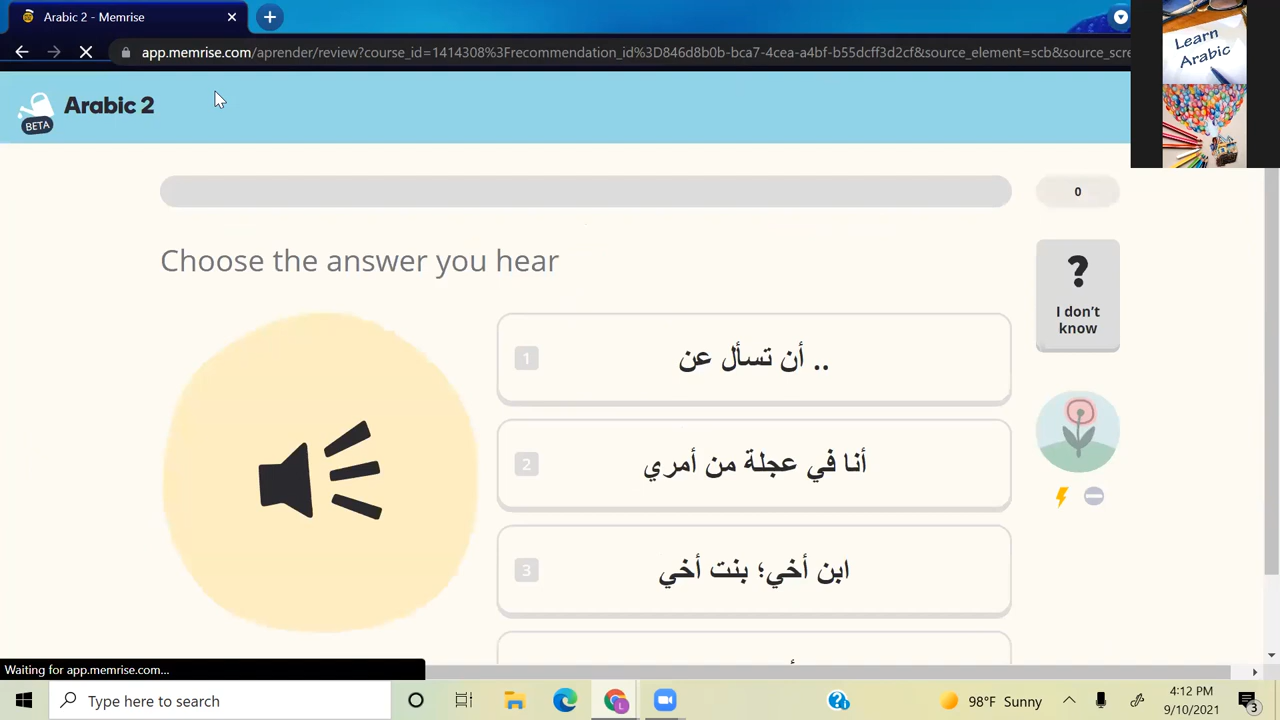 Arabic 2 - Memrise
app.memrise.com/aprender/review?course_id=1414308%3Frecommendation_id%3D846d8b0b-bca7-4cea-a4bf-b55dcff3d2cf&source_element=scb&source_scre
Learn
Arabic
BETA
Arabic 2
0
Choose the answer you hear
?
I don't
know
1
.. أن تسأل عن
2
أنا في عجلة من أمري
3
ابن أخي؛ بنت أخي
Waiting for app.memrise.com...
Type here to search
98°F Sunny
4:12 PM
9/10/2021
3